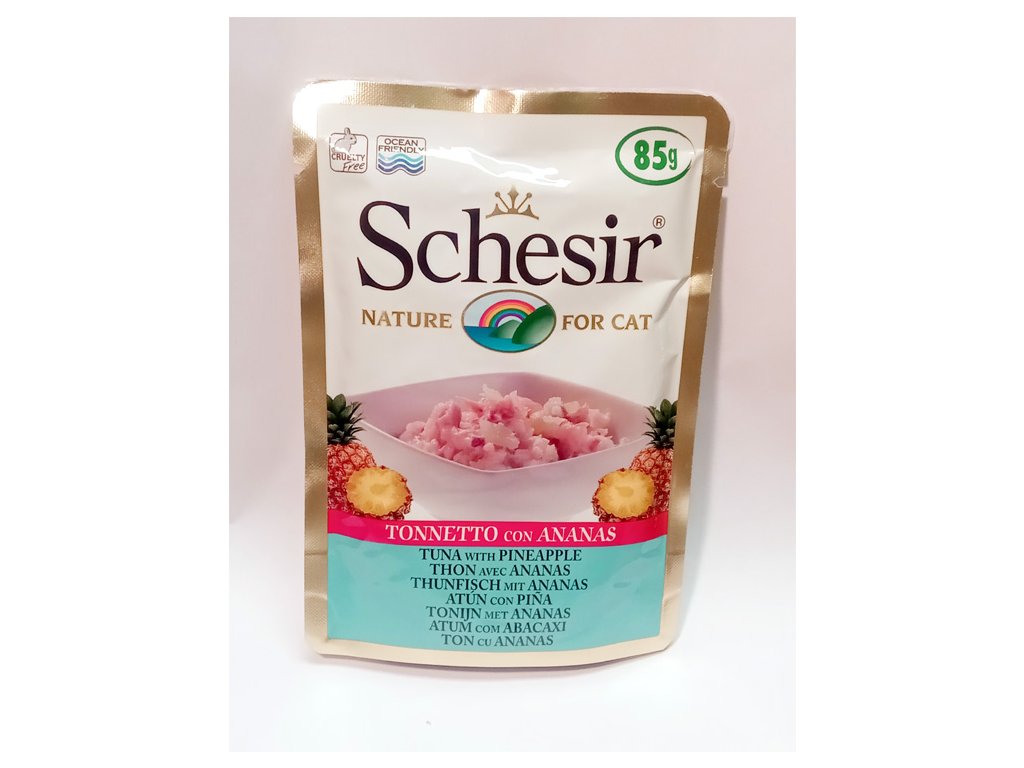 CRUELTY
Free
OCEAN
FRIENDLY
85g
Schesir®
NATURE FOR CAT
TONNETTO CON ANANAS
TUNA WITH PINEAPPLE
THON AVEC ANANAS
THUNFISCH MIT ANANAS
ATÚN CON PIÑA
TONIJN MET ANANAS
ATUM COM ABACAXI
TON CU ANANAS